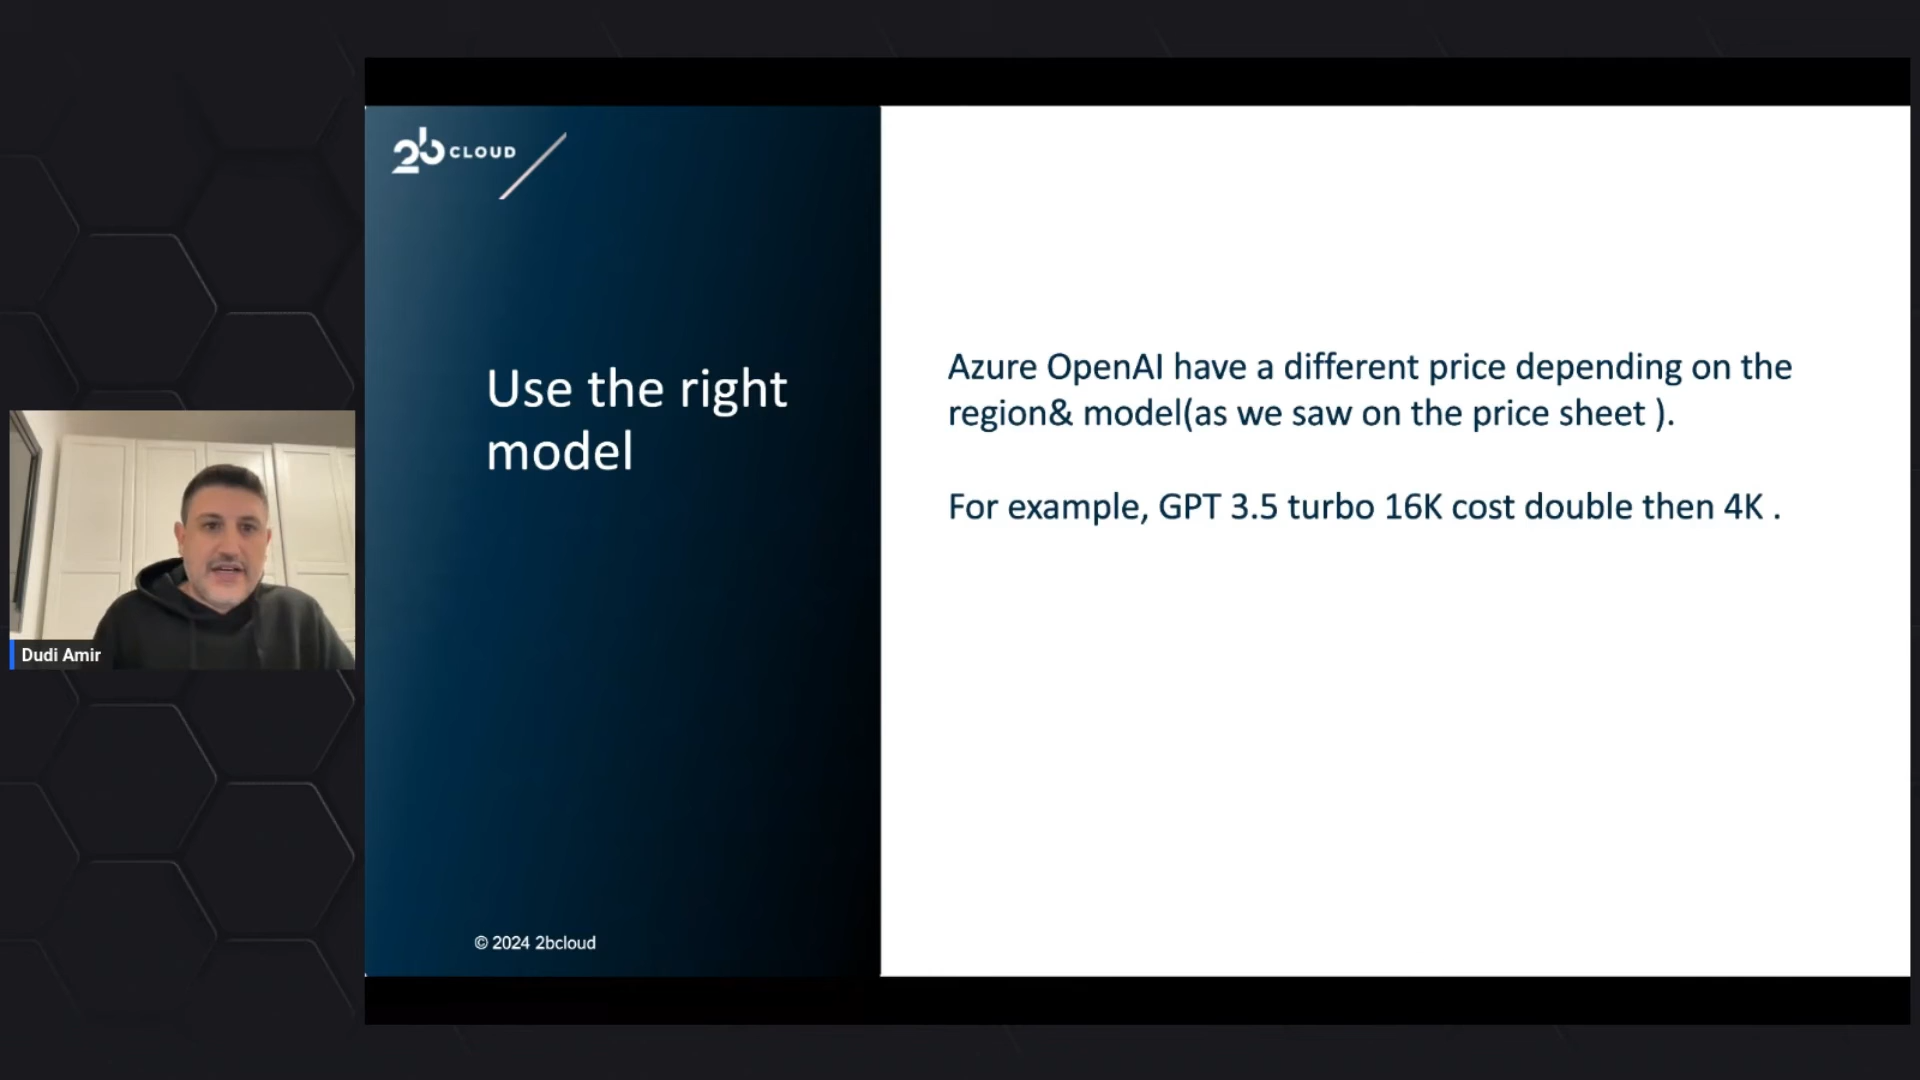 2b CLOUD
Use the right
model
Azure OpenAI have a different price depending on the
region& model(as we saw on the price sheet ).
For example, GPT 3.5 turbo 16K cost double then 4K .
Dudi Amir
© 2024 2bcloud